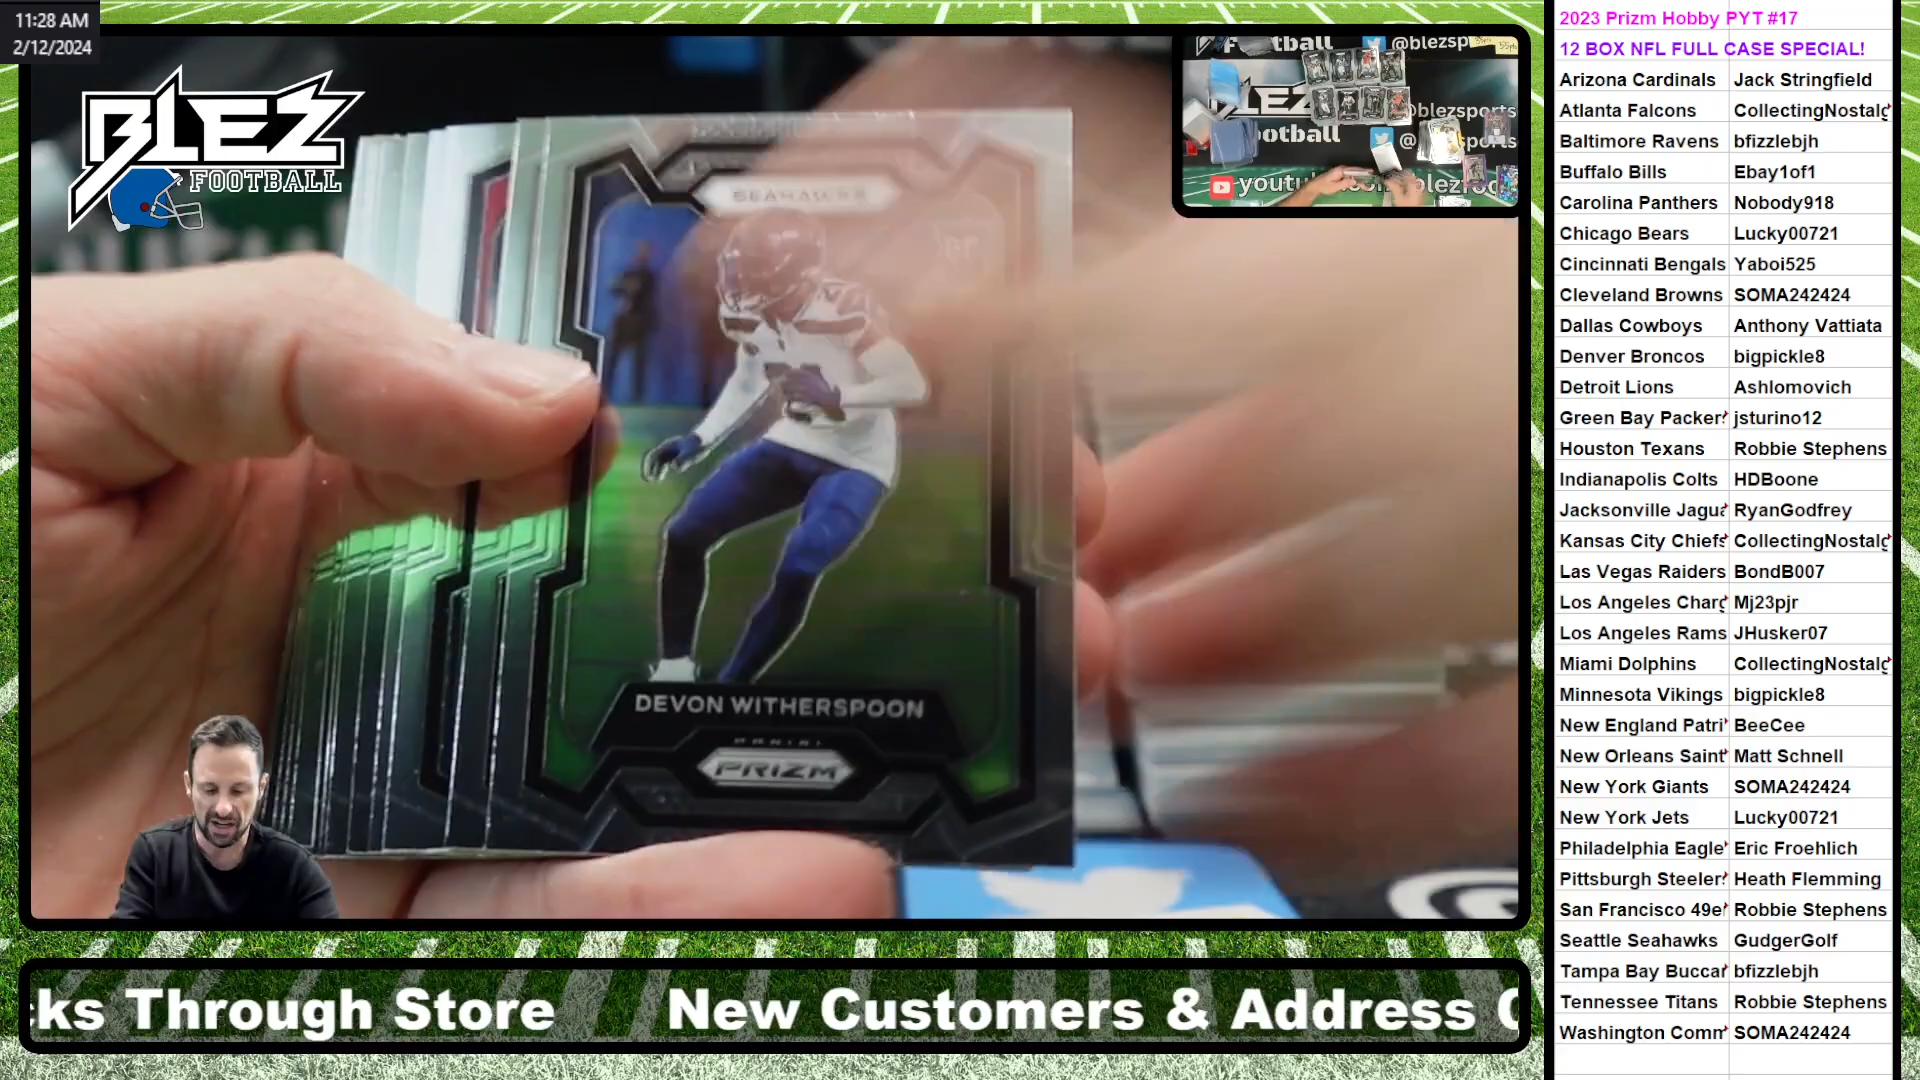 11:28 AM
2/12/2024
BLEZ
FOOTBALL
SEAHAWKS
DEVON WITHERSPOON
PANINI
PRIZM
@blezsp
BLEZ
@blezsports
ootball
cks Through Store New Customers & Address
2023 Prizm Hobby PYT #17
12 BOX NFL FULL CASE SPECIAL!
Arizona Cardinals Jack Stringfield
Atlanta Falcons CollectingNostalg
Baltimore Ravens bfizzlebjh
Buffalo Bills Ebay1of1
Carolina Panthers Nobody918
Chicago Bears Lucky00721
Cincinnati Bengals Yaboi525
Cleveland Browns SOMA242424
Dallas Cowboys Anthony Vattiata
Denver Broncos bigpickle8
Detroit Lions Ashlomovich
Green Bay Packer jsturino12
Houston Texans Robbie Stephens
Indianapolis Colts HDBoone
Jacksonville Jagua RyanGodfrey
Kansas City Chiefs CollectingNostalg
Las Vegas Raiders BondB007
Los Angeles Charg Mj23pjr
Los Angeles Rams JHusker07
Miami Dolphins CollectingNostalg
Minnesota Vikings bigpickle8
New England Patri BeeCee
New Orleans Saint Matt Schnell
New York Giants SOMA242424
New York Jets Lucky00721
Philadelphia Eagle Eric Froehlich
Pittsburgh Steeler Heath Flemming
San Francisco 49e Robbie Stephens
Seattle Seahawks GudgerGolf
Tampa Bay Bucca bfizzlebjh
Tennessee Titans Robbie Stephens
Washington Comm SOMA242424